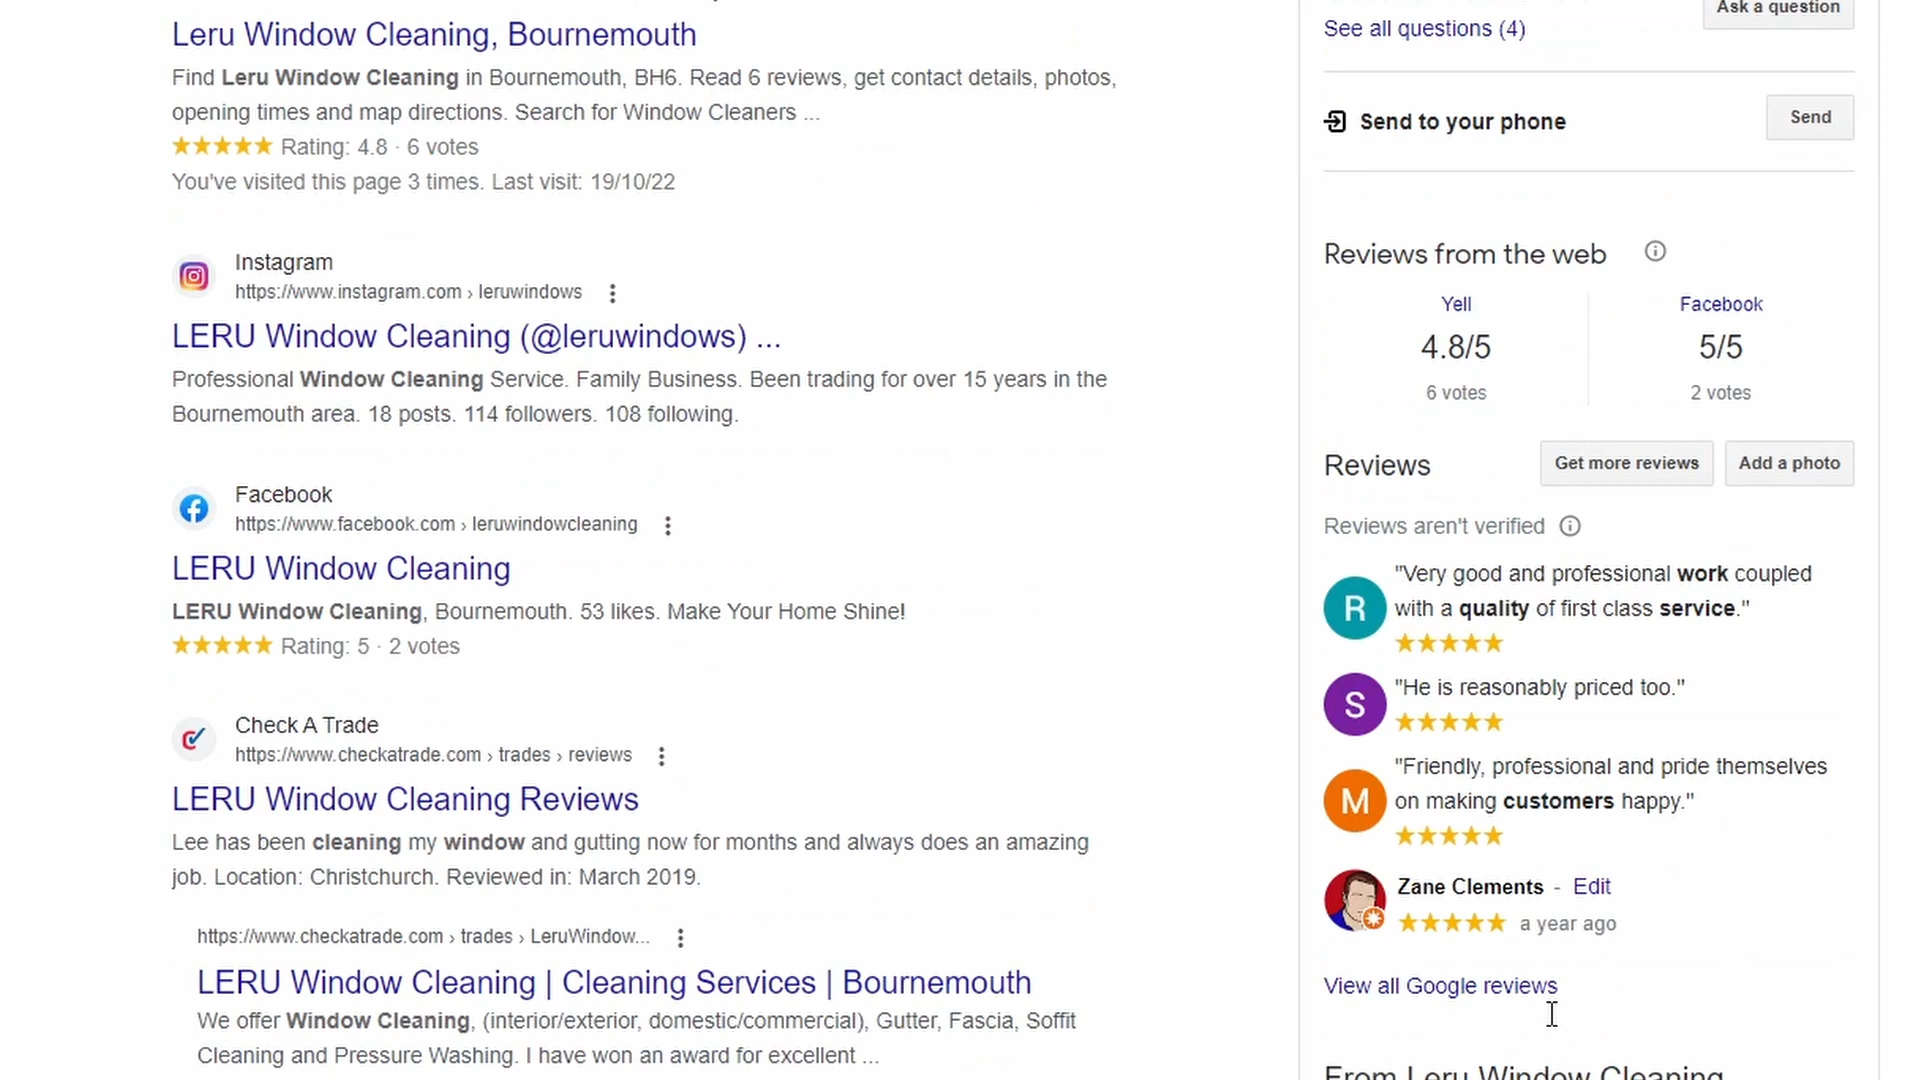 Leru Window Cleaning, Bournemouth
Find Leru Window Cleaning in Bournemouth, BH6. Read 6 reviews, get contact details, photos,
opening times and map directions. Search for Window Cleaners ...
★★★★★ Rating: 4.8 · 6 votes
You've visited this page 3 times. Last visit: 19/10/22
Instagram
https://www.instagram.com › leruwindows
LERU Window Cleaning (@leruwindows) ...
Professional Window Cleaning Service. Family Business. Been trading for over 15 years in the
Bournemouth area. 18 posts. 114 followers. 108 following.
Facebook
https://www.facebook.com › leruwindowcleaning
LERU Window Cleaning
LERU Window Cleaning, Bournemouth. 53 likes. Make Your Home Shine!
★★★★★ Rating: 5 · 2 votes
Check A Trade
https://www.checkatrade.com › trades › reviews
LERU Window Cleaning Reviews
Lee has been cleaning my window and gutting now for months and always does an amazing
job. Location: Christchurch. Reviewed in: March 2019.
https://www.checkatrade.com › trades › LeruWindow...
LERU Window Cleaning | Cleaning Services | Bournemouth
We offer Window Cleaning, (interior/exterior, domestic/commercial), Gutter, Fascia, Soffit
Cleaning and Pressure Washing. I have won an award for excellent ...
Ask a question
See all questions (4)
Send to your phone
Send
Reviews from the web
Yell
4.8/5
6 votes
Facebook
5/5
2 votes
Reviews
Get more reviews
Add a photo
Reviews aren't verified
R
"Very good and professional work coupled
with a quality of first class service."
★★★★★
S
"He is reasonably priced too."
★★★★★
M
"Friendly, professional and pride themselves
on making customers happy."
★★★★★
Zane Clements - Edit
★★★★★ a year ago
View all Google reviews
From Leru Window Cleaning